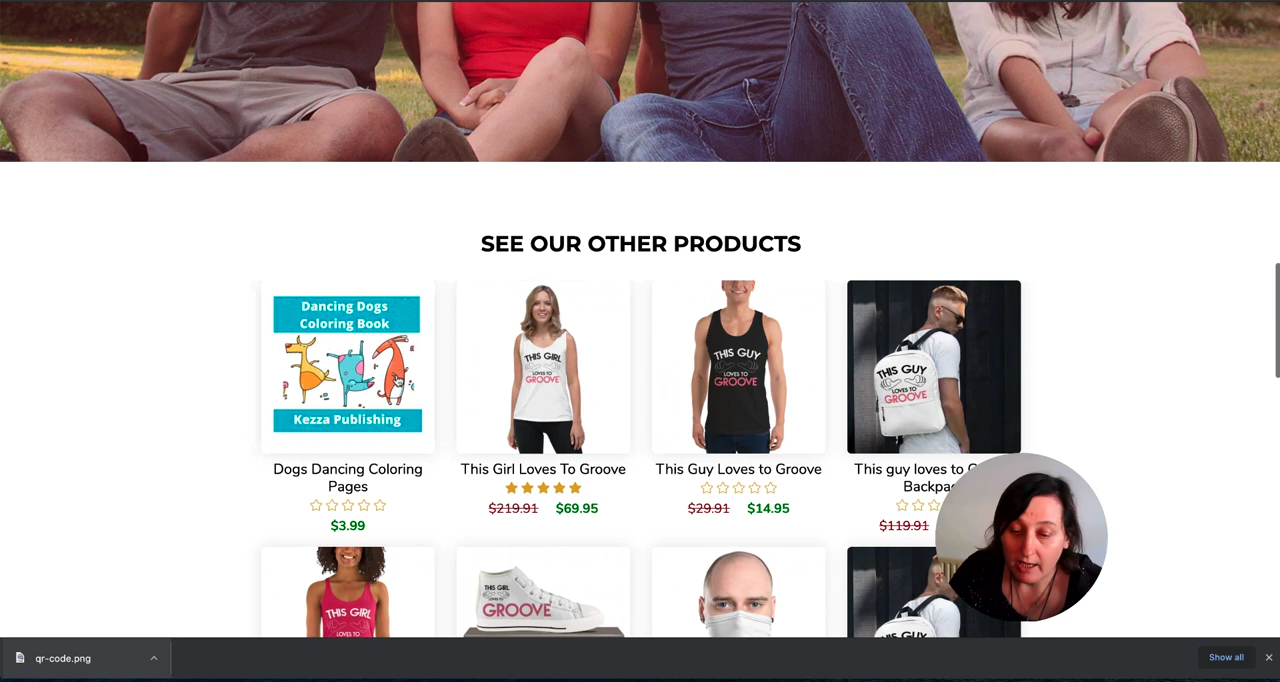 SEE OUR OTHER PRODUCTS
Dancing Dogs
Coloring Book
Kezza Publishing
THIS GIRL
LOVES TO
GROOVE
THIS GUY
LOVES TO
GROOVE
THIS GUY
LOVES TO
GROOVE
Dogs Dancing Coloring
Pages
$3.99
This Girl Loves To Groove
$219.91 $69.95
This Guy Loves to Groove
$29.91 $14.95
This guy loves to
$119.91
THIS GIRL
LOVES TO
THIS GIRL
LOVES TO
GROOVE
THIS GUY
qr-code.png
Show all